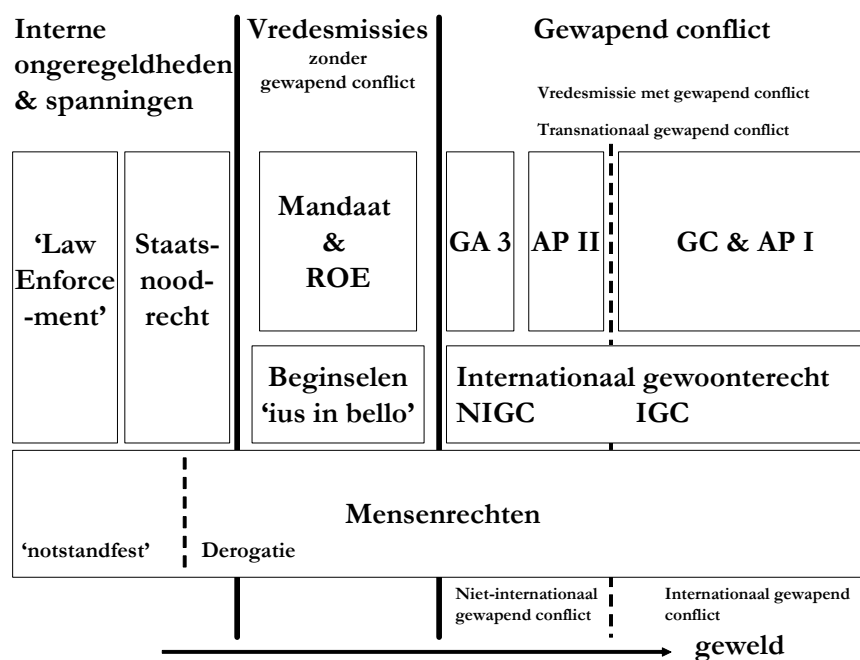 Interne
ongeregeldheden
& spanningen
Vredesmissies
zonder
gewapend conflict
Gewapend conflict
Vredesmissie met gewapend conflict
Transnationaal gewapend conflict
‘Law
Enforce
-ment’
Staats-
nood-
recht
Mandaat
&
ROE
GA 3
AP II
GC & AP I
Beginselen
‘ius in bello’
Internationaal gewoonterecht
NIGC IGC
Mensenrechten
‘notstandfest’
Derogatie
Niet-internationaal
gewapend conflict
Internationaal gewapend
conflict
geweld